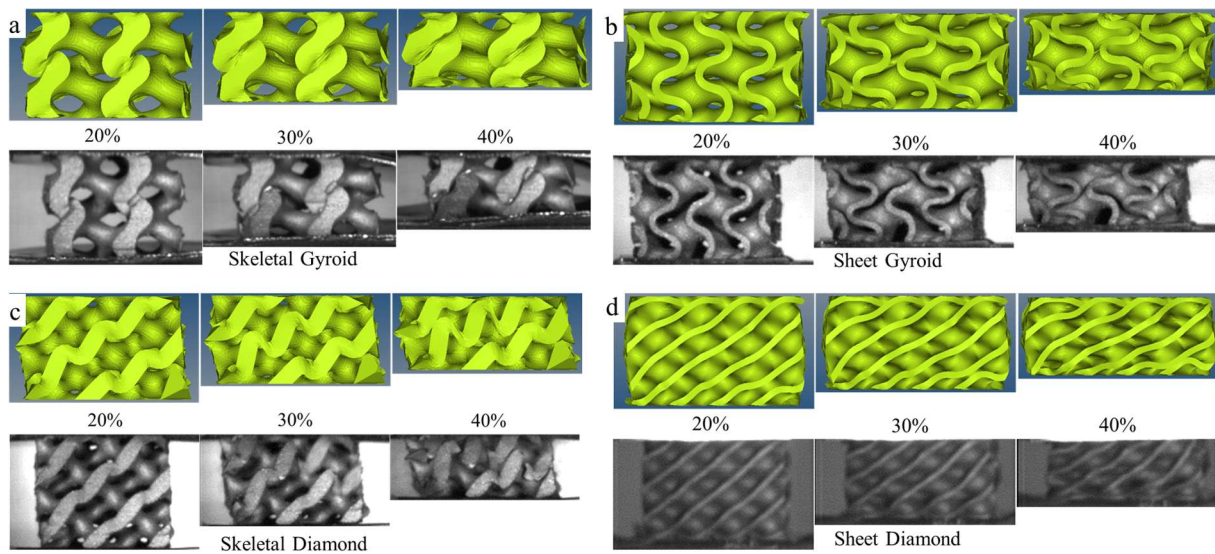 a
20% 30% 40%
Skeletal Gyroid
b
20% 30% 40%
Sheet Gyroid
c
20% 30% 40%
Skeletal Diamond
d
20% 30% 40%
Sheet Diamond